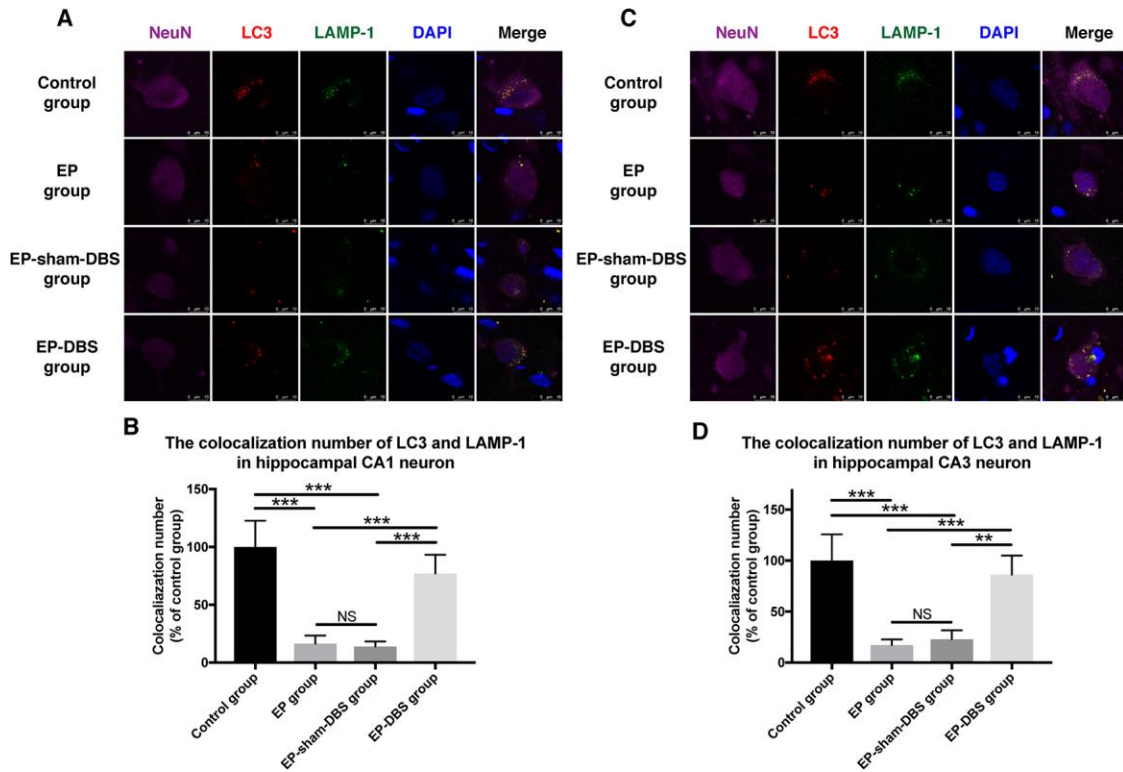 A
NeuN LC3 LAMP-1 DAPI Merge
Control
group
EP
group
EP-sham-DBS
group
EP-DBS
group
B
The colocalization number of LC3 and LAMP-1
in hippocampal CA1 neuron
Colocaliazation number
(% of control group)
150
100
50
0
***
***
***
***
NS
Control group
EP group
EP-sham-DBS group
EP-DBS group
C
NeuN LC3 LAMP-1 DAPI Merge
Control
group
EP
group
EP-sham-DBS
group
EP-DBS
group
D
The colocalization number of LC3 and LAMP-1
in hippocampal CA3 neuron
Colocaliazation number
(% of control group)
150
100
50
0
***
***
***
**
NS
Control group
EP group
EP-sham-DBS group
EP-DBS group